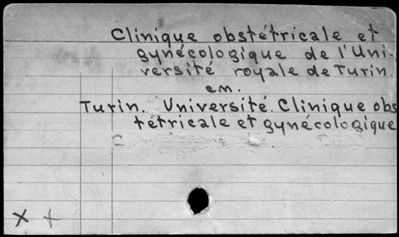 Clinique obstétricale et
gynécologique de l'Uni-
versité royale de Turin.
em.
Turin. Université. Clinique obs
tétricale et gynécologique
x +